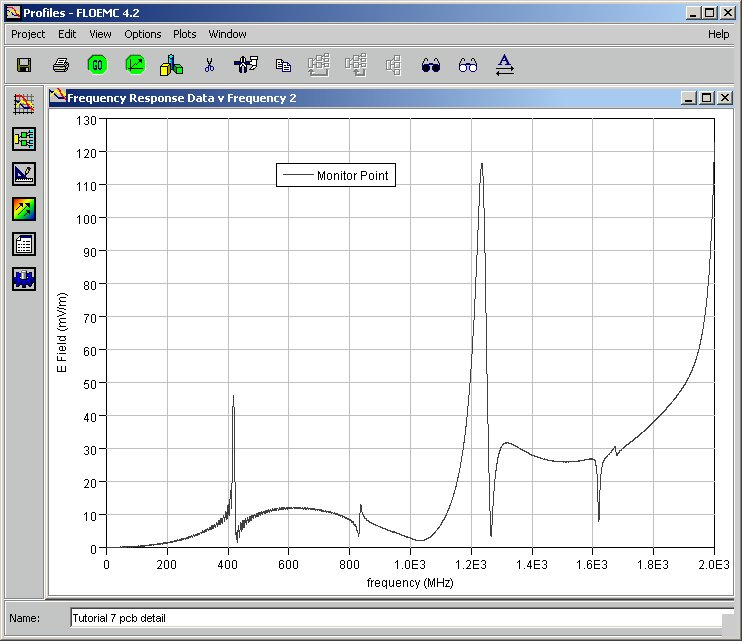 Profiles - FLOEMC 4.2
Project Edit View Options Plots Window Help
GO
A
Frequency Response Data v Frequency 2
130
120
110
100
90
80
70
60
50
40
30
20
10
0
E Field (mV/m)
Monitor Point
0 200 400 600 800 1.0E3 1.2E3 1.4E3 1.6E3 1.8E3 2.0E3
frequency (MHz)
Name: Tutorial 7 pcb detail